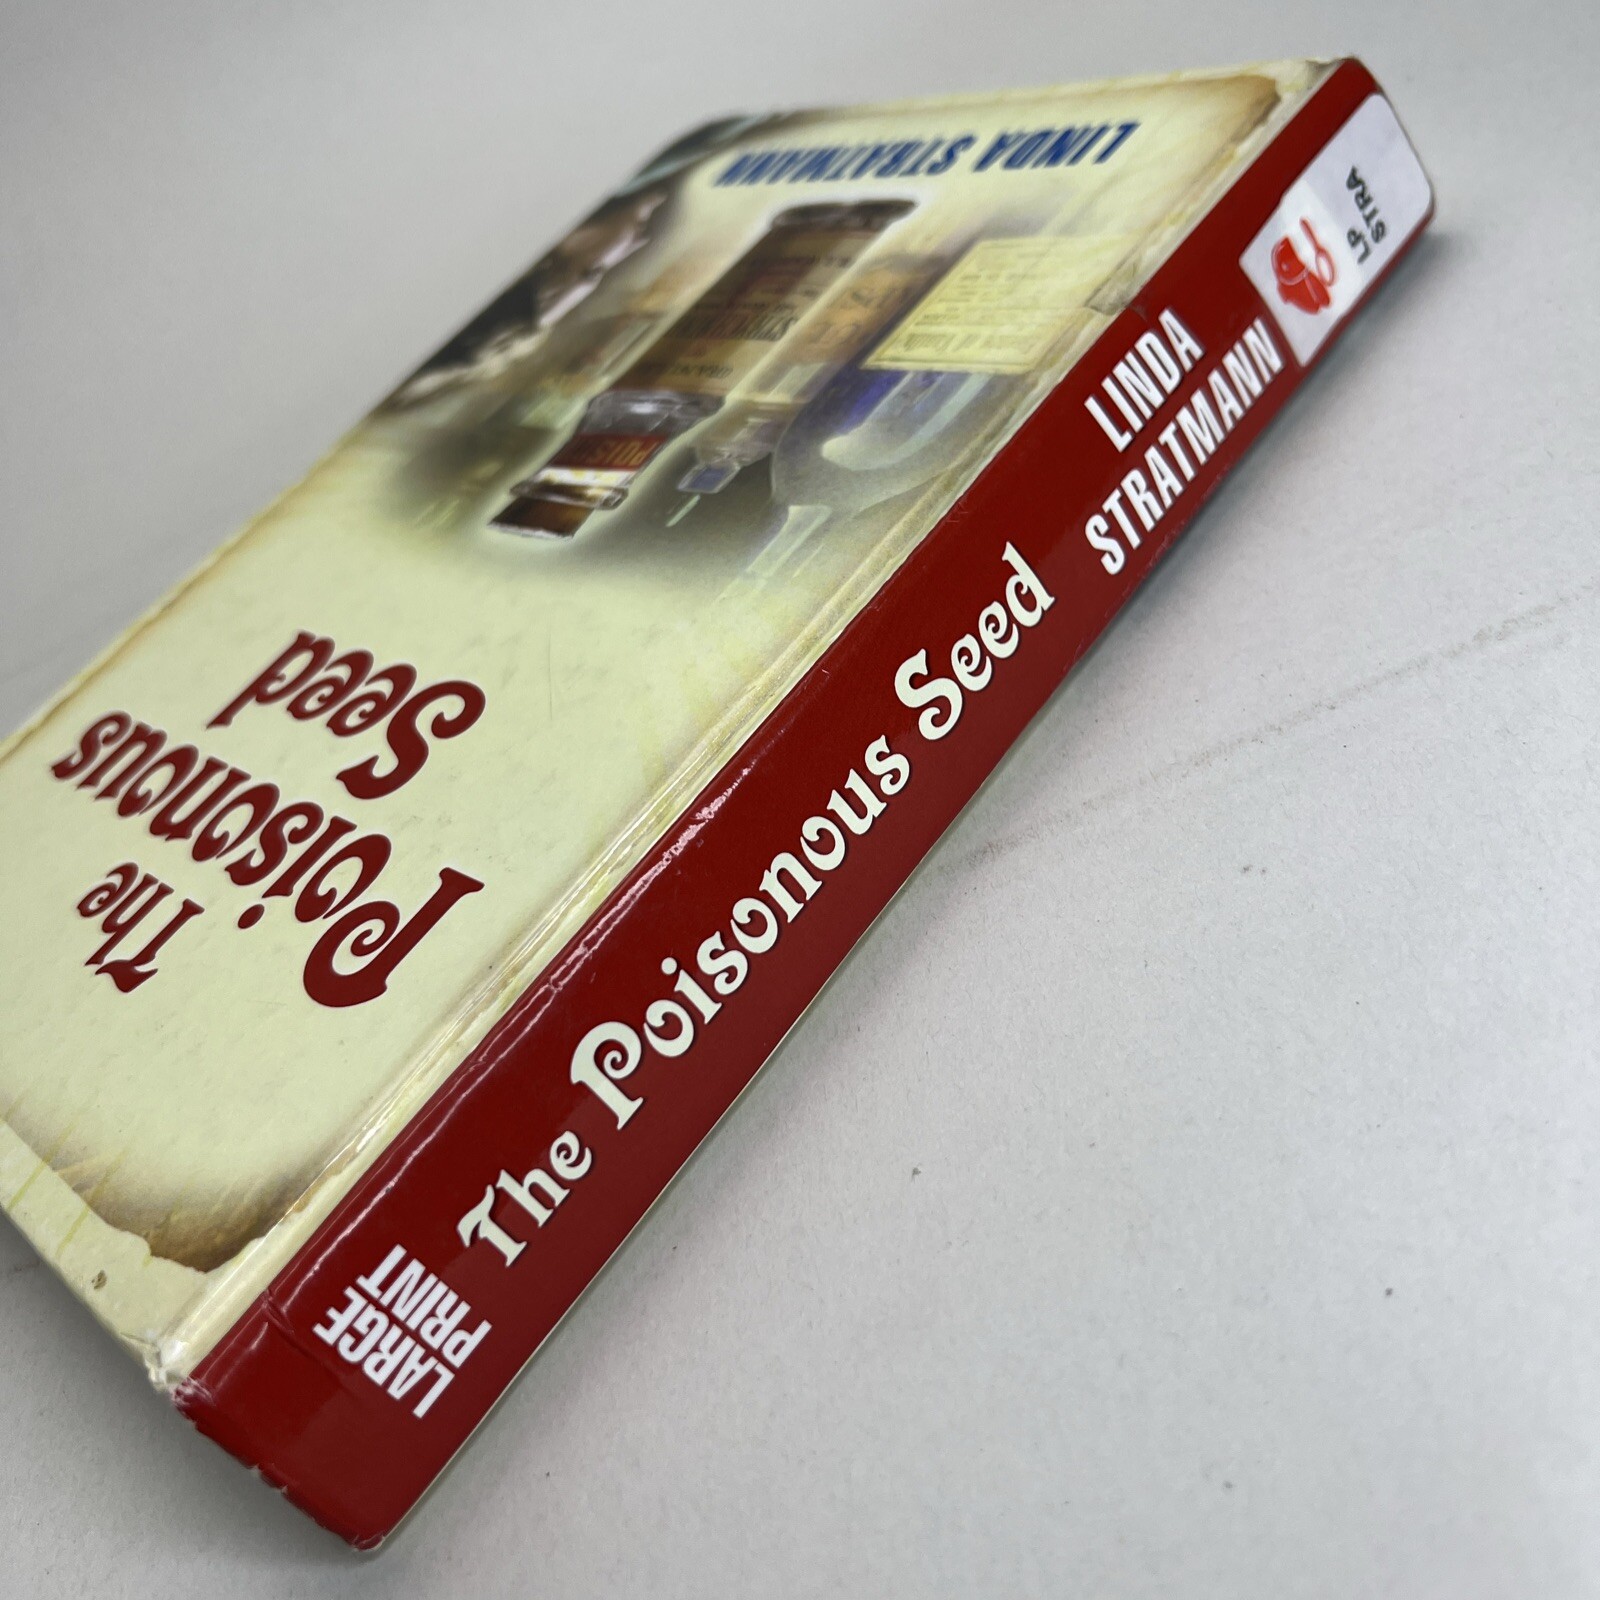 LINDA STRATMANN
The
Poisonous
Seed
LARGE
PRINT
The Poisonous Seed
LINDA
STRATMANN
LP
STRA